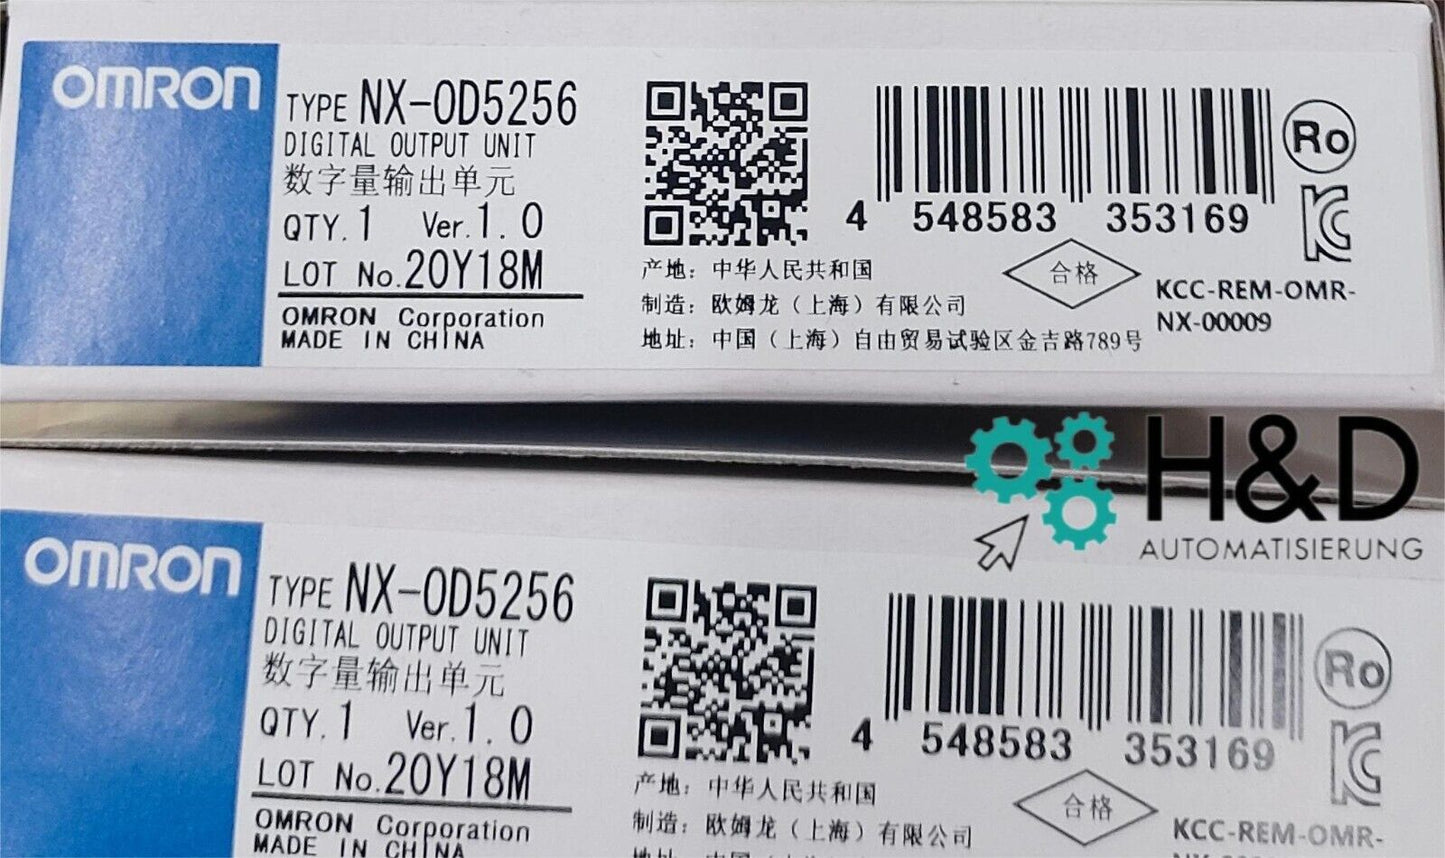 OMRON
TYPE NX-OD5256
DIGITAL OUTPUT UNIT
数字量输出单元
QTY. 1 Ver. 1.0
LOT No. 20Y18M
OMRON Corporation
MADE IN CHINA
4 548583 353169
产地：中华人民共和国
制造：欧姆龙（上海）有限公司
地址：中国（上海）自由贸易试验区金吉路789号
合格
Ro
KCC-REM-OMR-
NX-00009
H&D
AUTOMATISIERUNG
OMRON
TYPE NX-OD5256
DIGITAL OUTPUT UNIT
数字量输出单元
QTY. 1 Ver. 1.0
LOT No. 20Y18M
OMRON Corporation
MADE IN CHINA
4 548583 353169
产地：中华人民共和国
制造：欧姆龙（上海）有限公司
合格
Ro
KCC-REM-OMR-